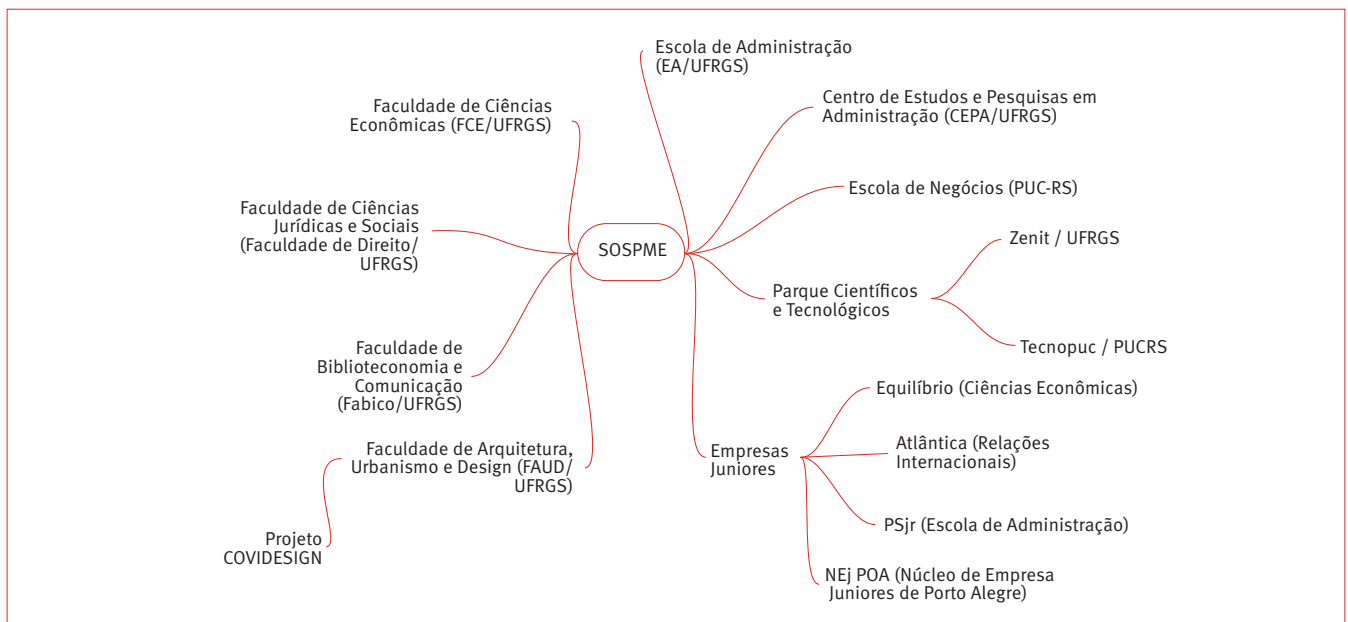 Escola de Administração
(EA/UFRGS)
Faculdade de Ciências
Econômicas (FCE/UFRGS)
Centro de Estudos e Pesquisas em
Administração (CEPA/UFRGS)
Escola de Negócios (PUC-RS)
Faculdade de Ciências
Jurídicas e Sociais
(Faculdade de Direito/
UFRGS)
SOSPME
Zenit / UFRGS
Parque Científicos
e Tecnológicos
Tecnopuc / PUCRS
Faculdade de
Biblioteconomia e
Comunicação
(Fabico/UFRGS)
Equilíbrio (Ciências Econômicas)
Faculdade de Arquitetura,
Urbanismo e Design (FAUD/
UFRGS)
Empresas
Juniores
Atlântica (Relações
Internacionais)
PSjr (Escola de Administração)
Projeto
COVIDESIGN
NEj POA (Núcleo de Empresa
Juniores de Porto Alegre)